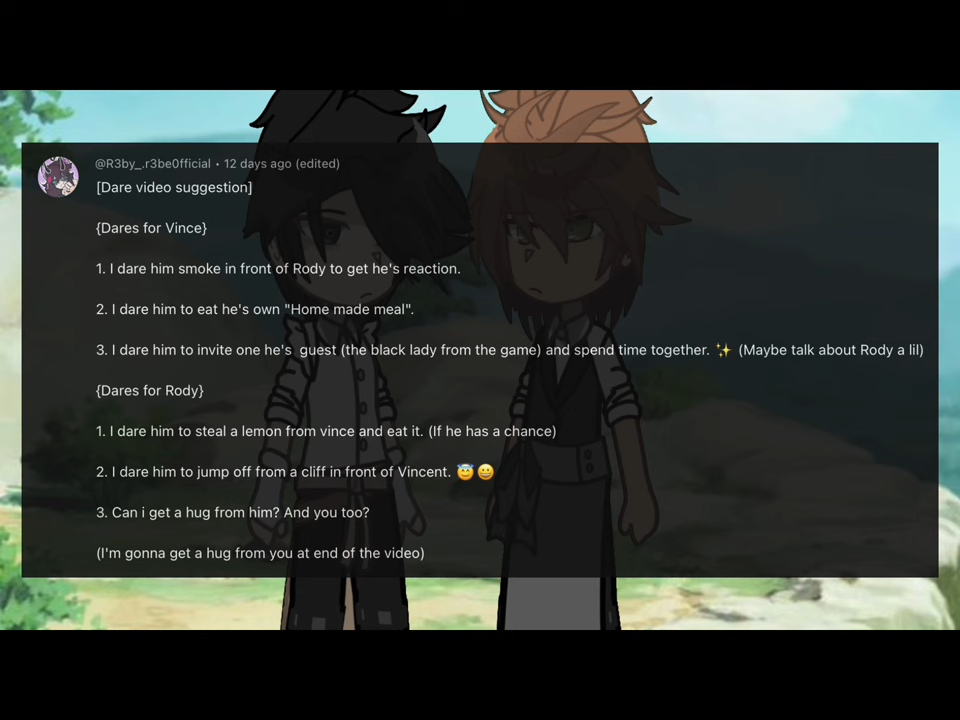 @R3by_.r3be0fficial • 12 days ago (edited)
[Dare video suggestion]
{Dares for Vince}
1. I dare him smoke in front of Rody to get he's reaction.
2. I dare him to eat he's own "Home made meal".
3. I dare him to invite one he's  guest (the black lady from the game) and spend time together. ✨ (Maybe talk about Rody a lil)
{Dares for Rody}
1. I dare him to steal a lemon from vince and eat it. (If he has a chance)
2. I dare him to jump off from a cliff in front of Vincent. 😇😀
3. Can i get a hug from him? And you too?
(I'm gonna get a hug from you at end of the video)